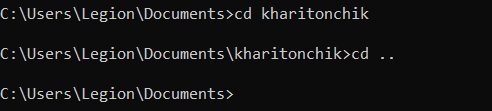 C:\Users\Legion\Documents>cd kharitonchik
C:\Users\Legion\Documents\kharitonchik>cd ..
C:\Users\Legion\Documents>